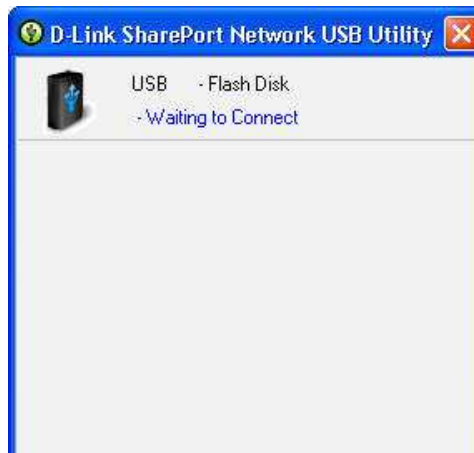 D-Link SharePort Network USB Utility
USB - Flash Disk
- Waiting to Connect